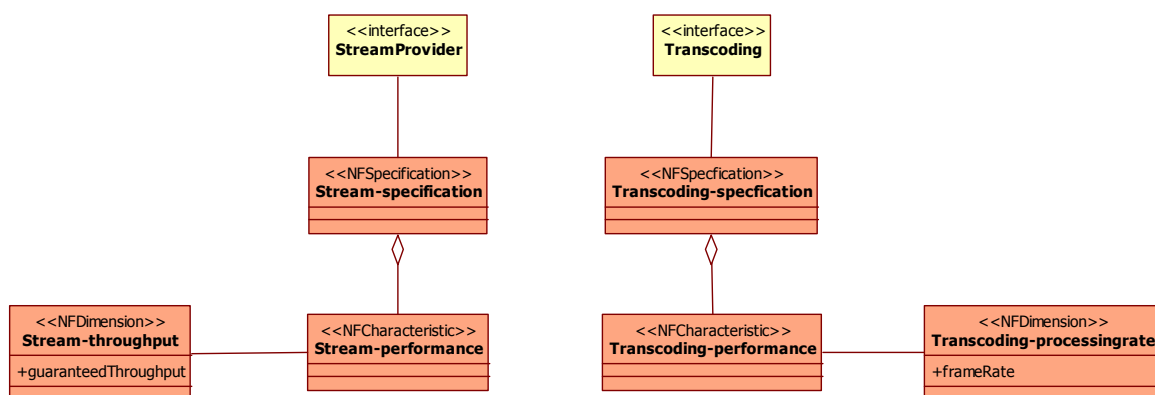 <<interface>>
StreamProvider
<<interface>>
Transcoding
<<NFSpecification>>
Stream-specification
<<NFSpecfication>>
Transcoding-specfication
<<NFDimension>>
Stream-throughput
+guaranteedThroughput
<<NFCharacteristic>>
Stream-performance
<<NFCharacteristic>>
Transcoding-performance
<<NFDimension>>
Transcoding-processingrate
+frameRate